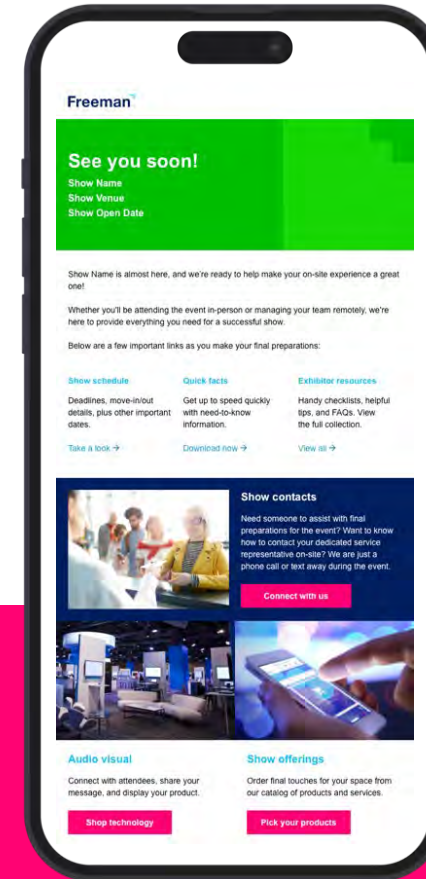 Freeman
See you soon!
Show Name
Show Venue
Show Open Date
Show Name is almost here, and we're ready to help make your on-site experience a great
one!
Whether you'll be attending the event in-person or managing your team remotely, we're
here to provide everything you need for a successful show.
Below are a few important links as you make your final preparations:
Show schedule
Deadlines, move-in/out
details, plus other important
dates.
Take a look →
Quick facts
Get up to speed quickly
with need-to-know
information.
Download now →
Exhibitor resources
Handy checklists, helpful
tips, and FAQs. View
the full collection.
View all →
Show contacts
Need someone to assist with final
preparations for the event? Want to know
how to contact your dedicated service
representative on-site? We are just a
phone call or text away during the event.
Connect with us
Audio visual
Connect with attendees, share your
message, and display your product.
Shop technology
Show offerings
Order final touches for your space from
our catalog of products and services.
Pick your products